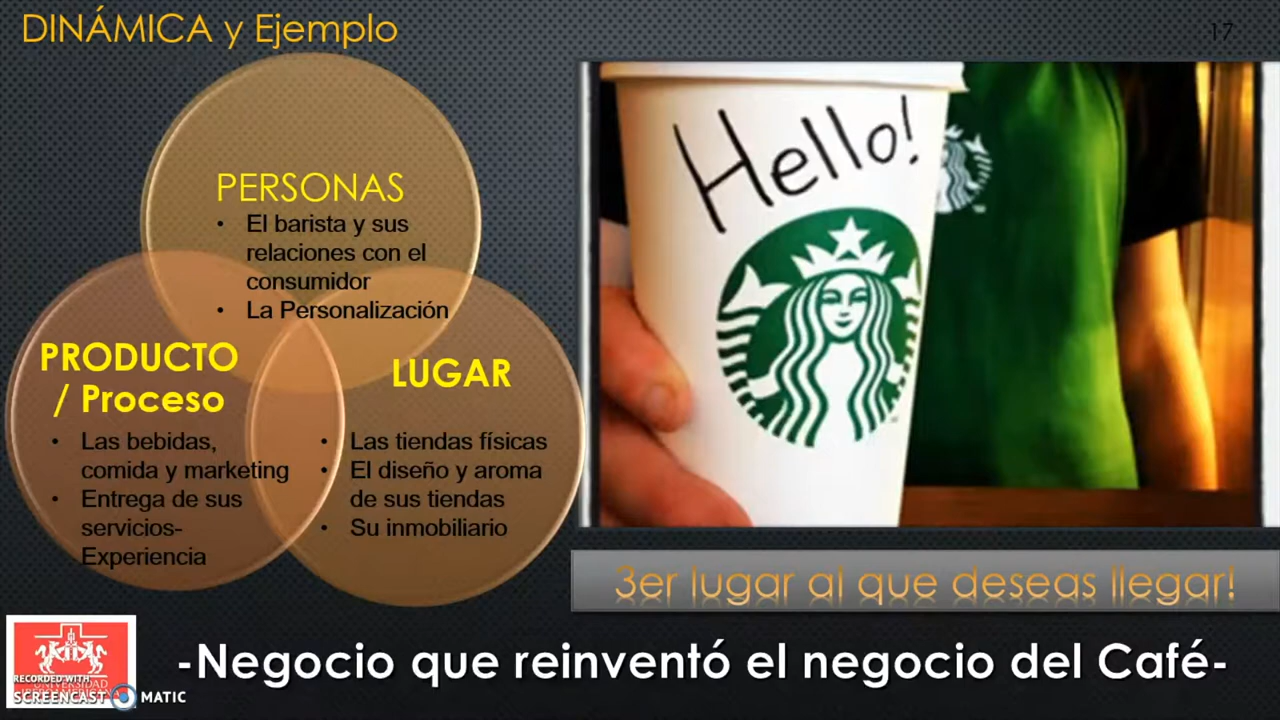 DINÁMICA y Ejemplo
17
PERSONAS
• El barista y sus
relaciones con el
consumidor
• La Personalización
PRODUCTO
/ Proceso
• Las bebidas,
comida y marketing
• Entrega de sus
servicios-
Experiencia
LUGAR
• Las tiendas físicas
• El diseño y aroma
de sus tiendas
• Su inmobiliario
Hello!
3er lugar al que deseas llegar!
-Negocio que reinventó el negocio del Café-
RECORDED WITH
SCREENCAST MATIC
UNIVERSIDAD